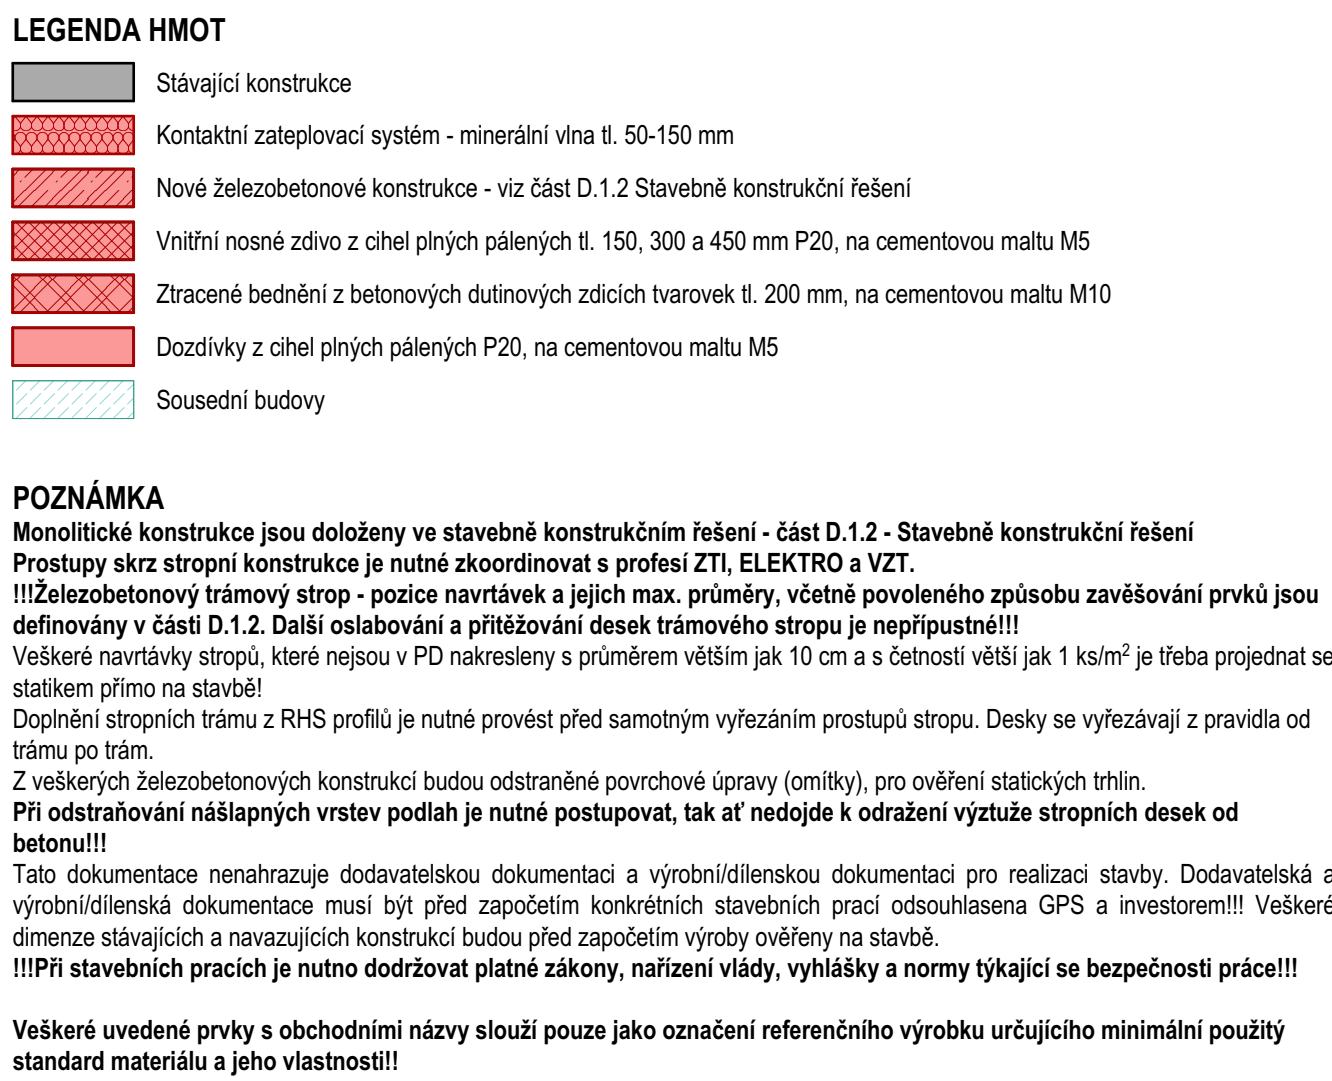 LEGENDA HMOT
Stávající konstrukce
Kontaktní zateplovací systém - minerální vlna tl. 50-150 mm
Nové železobetonové konstrukce - viz část D.1.2 Stavebně konstrukční řešení
Vnitřní nosné zdivo z cihel plných pálených tl. 150, 300 a 450 mm P20, na cementovou maltu M5
Ztracené bednění z betonových dutinových zdicích tvarovek tl. 200 mm, na cementovou maltu M10
Dozdívky z cihel plných pálených P20, na cementovou maltu M5
Sousední budovy
POZNÁMKA
Monolitické konstrukce jsou doloženy ve stavebně konstrukčním řešení - část D.1.2 - Stavebně konstrukční řešení
Prostupy skrz stropní konstrukce je nutné zkoordinovat s profesí ZTI, ELEKTRO a VZT.
!!!Železobetonový trámový strop - pozice navrtávek a jejich max. průměry, včetně povoleného způsobu zavěšování prvků jsou
definovány v části D.1.2. Další oslabování a přitěžování desek trámového stropu je nepřípustné!!!
Veškeré navrtávky stropů, které nejsou v PD nakresleny s průměrem větším jak 10 cm a s četností větší jak 1 ks/m² je třeba projednat se
statikem přímo na stavbě!
Doplnění stropních trámu z RHS profilů je nutné provést před samotným vyřezáním prostupů stropu. Desky se vyřezávají z pravidla od
trámu po trám.
Z veškerých železobetonových konstrukcí budou odstraněné povrchové úpravy (omítky), pro ověření statických trhlin.
Při odstraňování nášlapných vrstev podlah je nutné postupovat, tak ať nedojde k odražení výztuže stropních desek od
betonu!!!
Tato dokumentace nenahrazuje dodavatelskou dokumentaci a výrobní/dílenskou dokumentaci pro realizaci stavby. Dodavatelská a
výrobní/dílenská dokumentace musí být před započetím konkrétních stavebních prací odsouhlasena GPS a investorem!!! Veškeré
dimenze stávajících a navazujících konstrukcí budou před započetím výroby ověřeny na stavbě.
!!!Při stavebních pracích je nutno dodržovat platné zákony, nařízení vlády, vyhlášky a normy týkající se bezpečnosti práce!!!
Veškeré uvedené prvky s obchodními názvy slouží pouze jako označení referenčního výrobku určujícího minimální použitý
standard materiálu a jeho vlastnosti!!